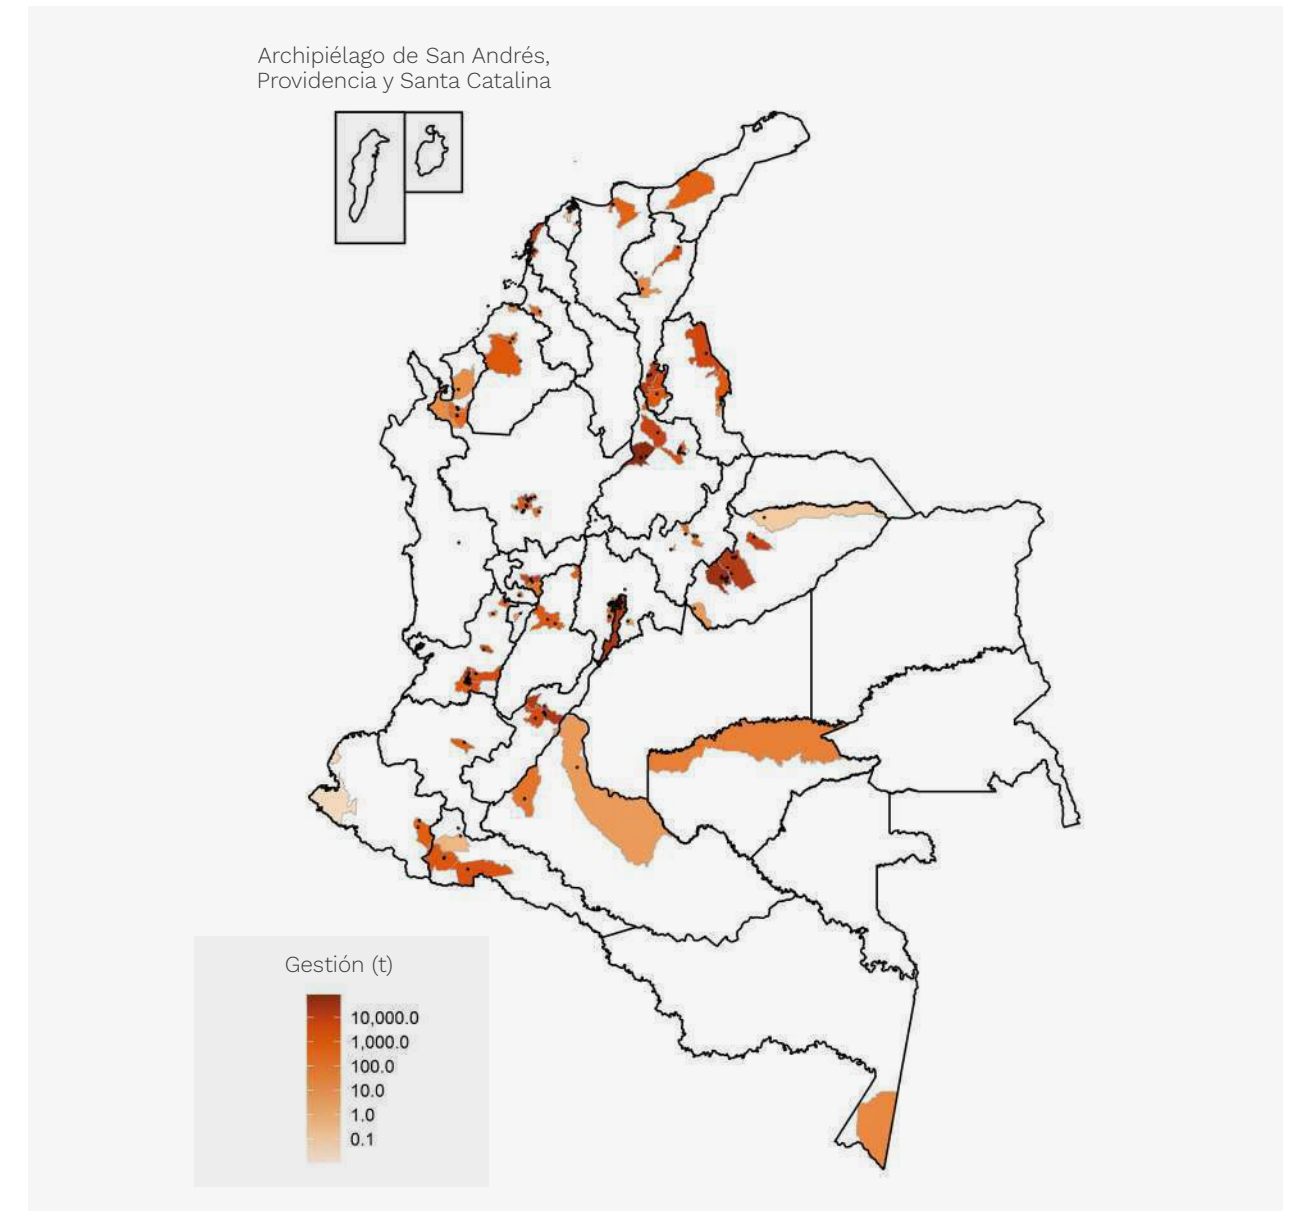 Archipiélago de San Andrés,
Providencia y Santa Catalina
Gestión (t)
10,000.0
1,000.0
100.0
10.0
1.0
0.1